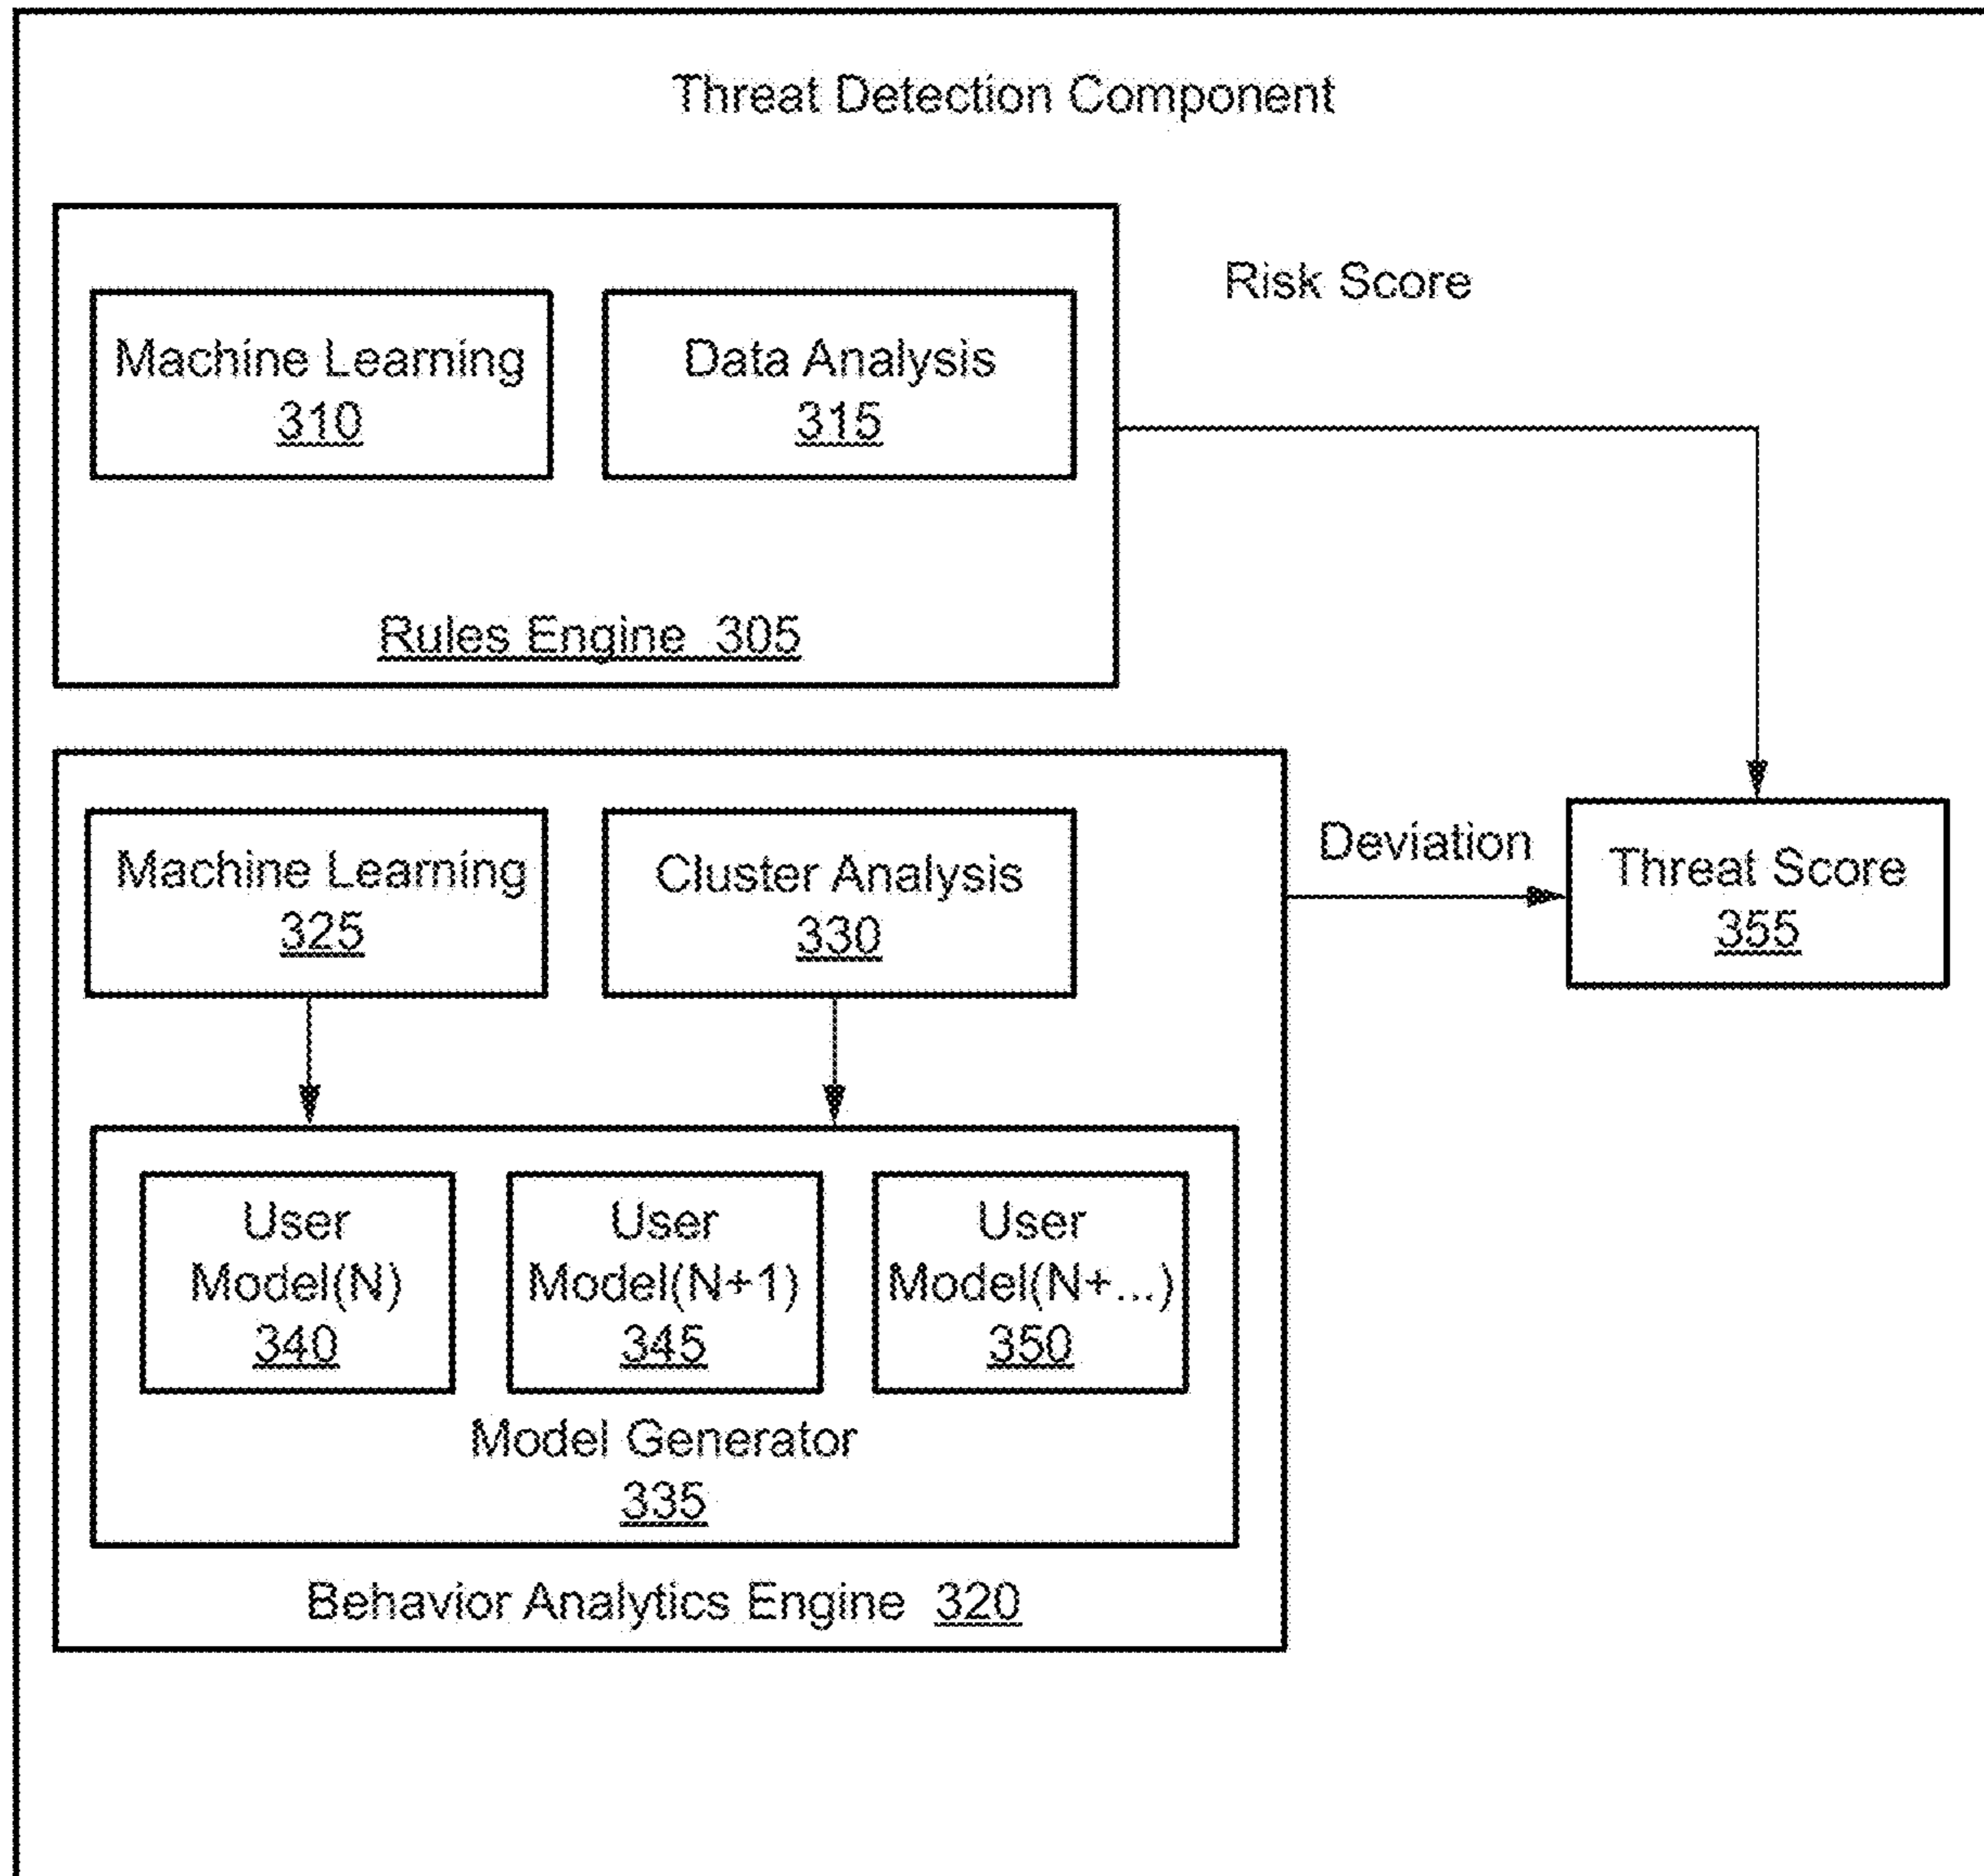 Threat Detection Component
Risk Score
Machine Learning
310
Data Analysis
315
Rules Engine 305
Machine Learning
325
Cluster Analysis
330
Deviation
Threat Score
355
User
Model(N)
340
User
Model(N+1)
345
User
Model(N+...)
350
Model Generator
335
Behavior Analytics Engine 320